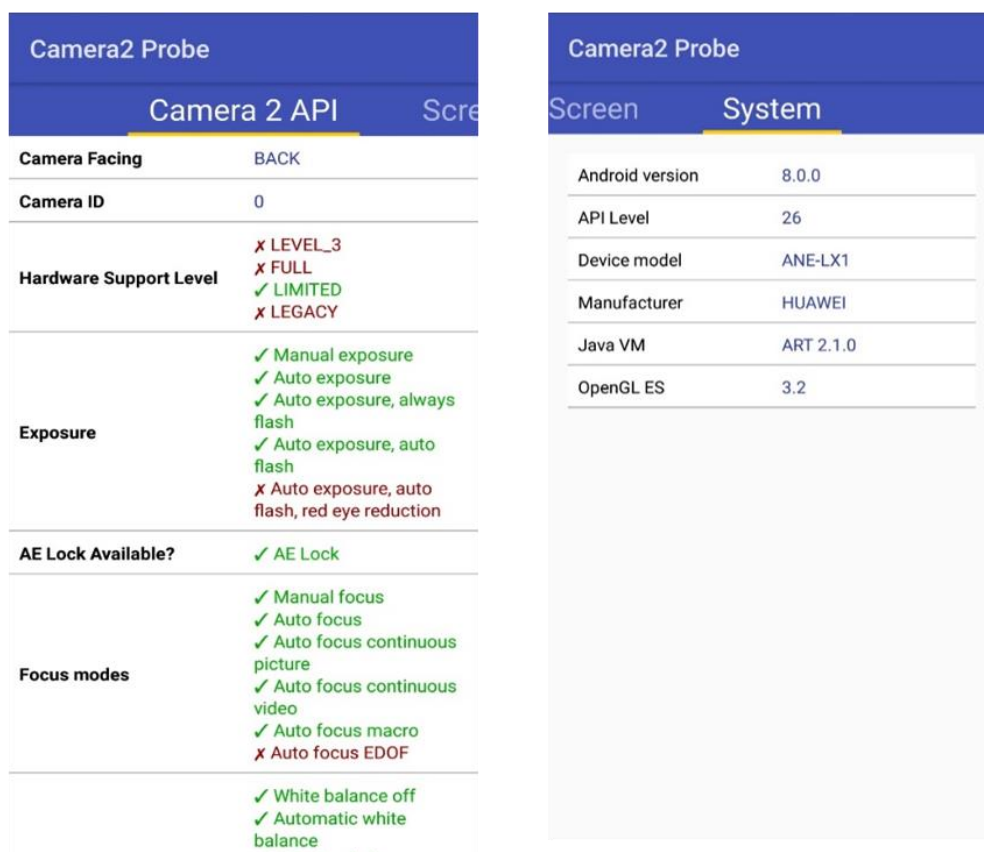 Camera2 Probe
Camera 2 API Scre
Camera Facing BACK
Camera ID 0
Hardware Support Level
✗ LEVEL_3
✗ FULL
✓ LIMITED
✗ LEGACY
Exposure
✓ Manual exposure
✓ Auto exposure
✓ Auto exposure, always
flash
✓ Auto exposure, auto
flash
✗ Auto exposure, auto
flash, red eye reduction
AE Lock Available? ✓ AE Lock
Focus modes
✓ Manual focus
✓ Auto focus
✓ Auto focus continuous
picture
✓ Auto focus continuous
video
✓ Auto focus macro
✗ Auto focus EDOF
✓ White balance off
✓ Automatic white
balance
Camera2 Probe
Screen System
Android version 8.0.0
API Level 26
Device model ANE-LX1
Manufacturer HUAWEI
Java VM ART 2.1.0
OpenGL ES 3.2